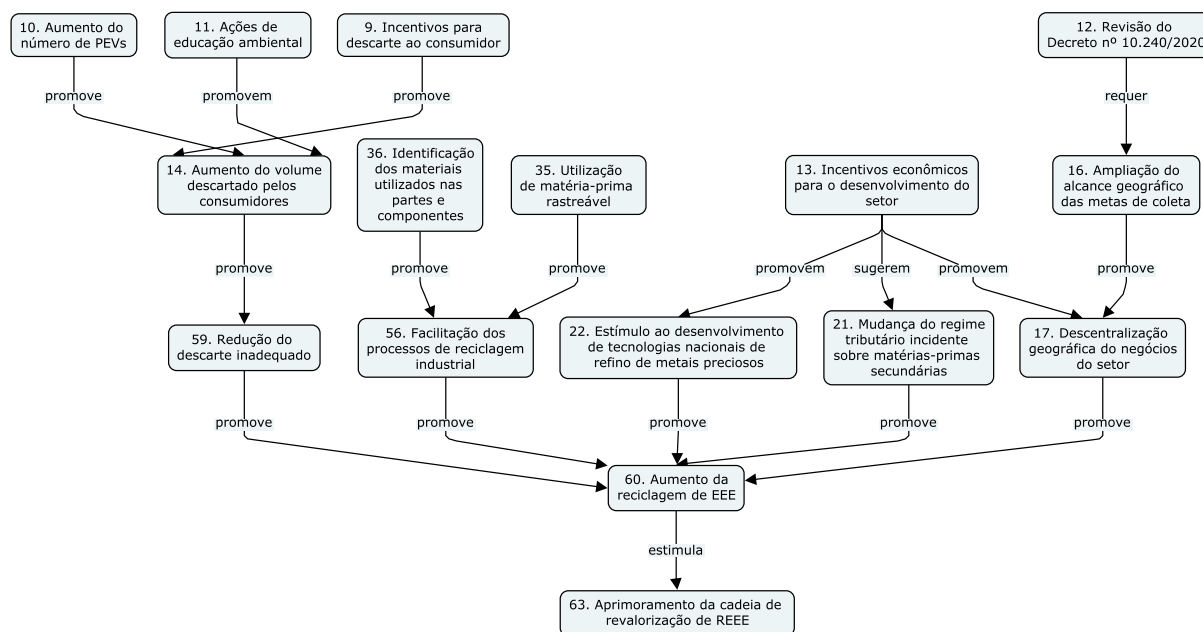 10. Aumento do
número de PEVs
11. Ações de
educação ambiental
9. Incentivos para
descarte ao consumidor
12. Revisão do
Decreto nº 10.240/2020
promove
promovem
promove
requer
14. Aumento do volume
descartado pelos
consumidores
36. Identificação
dos materiais
utilizados nas
partes e
componentes
35. Utilização
de matéria-prima
rastreável
13. Incentivos econômicos
para o desenvolvimento do
setor
16. Ampliação do
alcance geográfico
das metas de coleta
promove
promove
promove
promovem
sugerem
promovem
promove
59. Redução do
descarte inadequado
56. Facilitação dos
processos de reciclagem
industrial
22. Estímulo ao desenvolvimento
de tecnologias nacionais de
refino de metais preciosos
21. Mudança do regime
tributário incidente
sobre matérias-primas
secundárias
17. Descentralização
geográfica do negócios
do setor
promove
promove
promove
promove
promove
60. Aumento da
reciclagem de EEE
estimula
63. Aprimoramento da cadeia de
revalorização de REEE